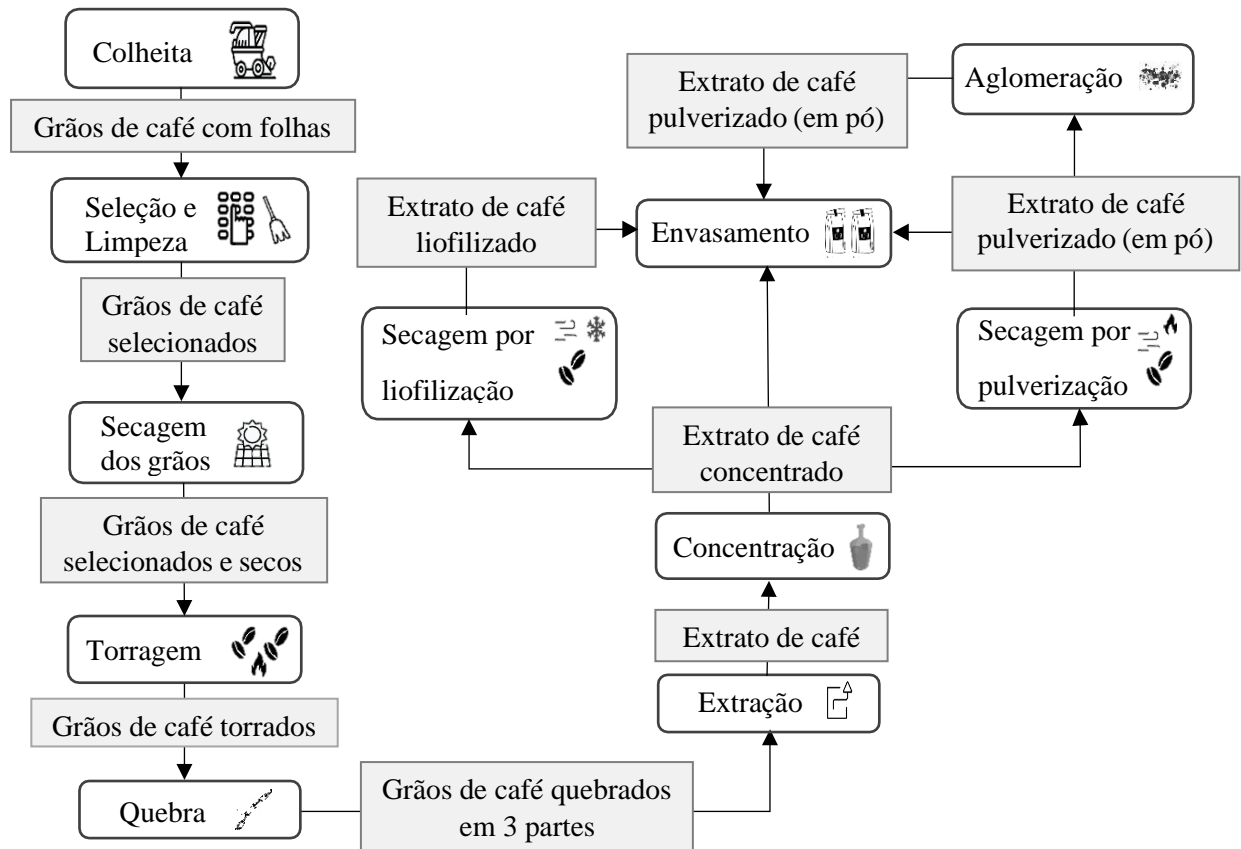 Colheita
Grãos de café com folhas
Seleção e
Limpeza
Grãos de café
selecionados
Secagem
dos grãos
Grãos de café
selecionados e secos
Torragem
Grãos de café torrados
Quebra
Grãos de café quebrados
em 3 partes
Extração
Extrato de café
Concentração
Extrato de café
concentrado
Secagem por
liofilização
Extrato de café
liofilizado
Secagem por
pulverização
Extrato de café
pulverizado (em pó)
Aglomeração
Extrato de café
pulverizado (em pó)
Envasamento